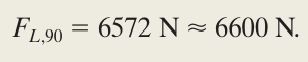 F_{L,90} = 6572 N ≈ 6600 N.